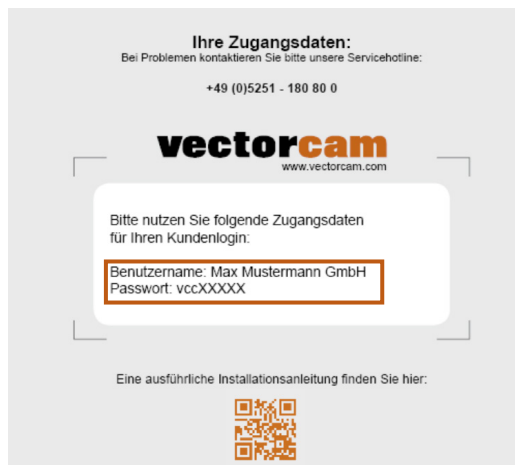 Ihre Zugangsdaten:
Bei Problemen kontaktieren Sie bitte unsere Servicehotline:
+49 (0)5251 - 180 80 0
vectorcam
www.vectorcam.com
Bitte nutzen Sie folgende Zugangsdaten
für Ihren Kundenlogin:
Benutzername: Max Mustermann GmbH
Passwort: vccXXXXX
Eine ausführliche Installationsanleitung finden Sie hier: